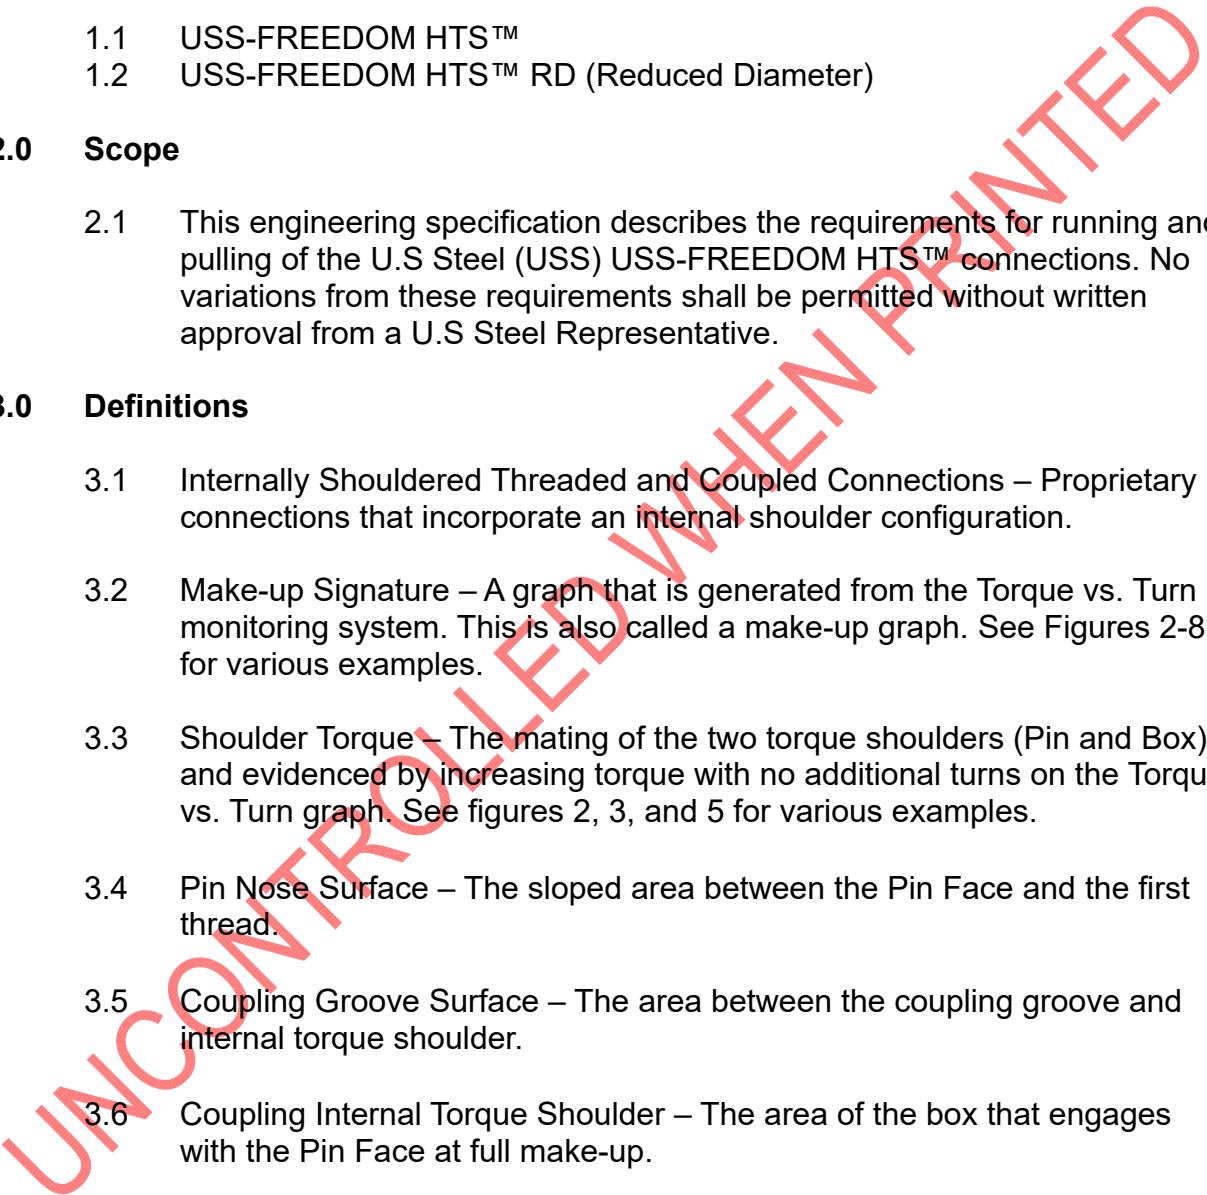 1.1 USS-FREEDOM HTS™
1.2 USS-FREEDOM HTS™ RD (Reduced Diameter)
2.0 Scope
2.1 This engineering specification describes the requirements for running and
pulling of the U.S Steel (USS) USS-FREEDOM HTS™ connections. No
variations from these requirements shall be permitted without written
approval from a U.S Steel Representative.
3.0 Definitions
3.1 Internally Shouldered Threaded and Coupled Connections – Proprietary
connections that incorporate an internal shoulder configuration.
3.2 Make-up Signature – A graph that is generated from the Torque vs. Turn
monitoring system. This is also called a make-up graph. See Figures 2-8
for various examples.
3.3 Shoulder Torque – The mating of the two torque shoulders (Pin and Box)
and evidenced by increasing torque with no additional turns on the Torqu
vs. Turn graph. See figures 2, 3, and 5 for various examples.
3.4 Pin Nose Surface – The sloped area between the Pin Face and the first
thread.
3.5 Coupling Groove Surface – The area between the coupling groove and
internal torque shoulder.
3.6 Coupling Internal Torque Shoulder – The area of the box that engages
with the Pin Face at full make-up.
UNCONTROLLED WHEN PRINTED